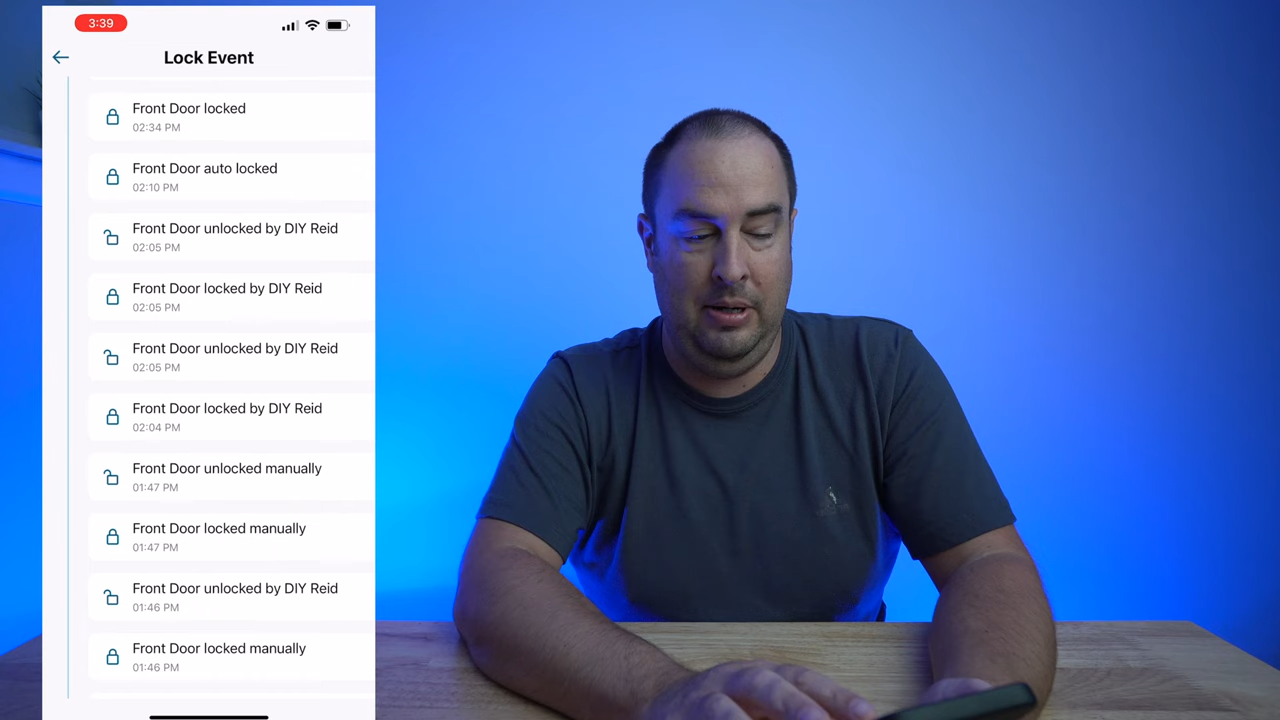 3:39
Lock Event
Front Door locked
02:34 PM
Front Door auto locked
02:10 PM
Front Door unlocked by DIY Reid
02:05 PM
Front Door locked by DIY Reid
02:05 PM
Front Door unlocked by DIY Reid
02:05 PM
Front Door locked by DIY Reid
02:04 PM
Front Door unlocked manually
01:47 PM
Front Door locked manually
01:47 PM
Front Door unlocked by DIY Reid
01:46 PM
Front Door locked manually
01:46 PM